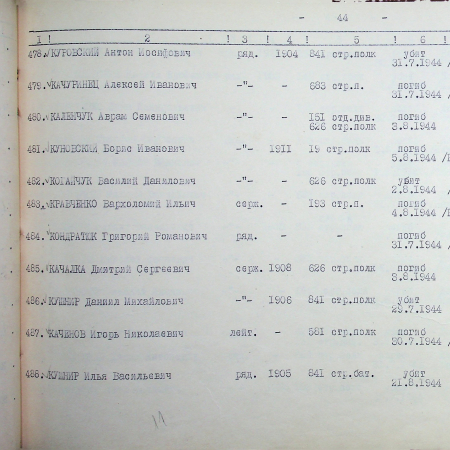 - 44 -
1 ! 2 ! 3 ! 4 ! 5 ! 6 !
478. КУРОВСКИЙ Антон Иосифович ряд. 1904 841 стр.полк убит
31.7.1944
479. КАЧУРИНЕЦ Алексей Иванович -"- - 583 стр.п. погиб
31.7.1944
480. КАЛЕНЧУК Аврам Семенович -"- - 151 отд.див. погиб
626 стр.полк 3.8.1944
481. КУНОВСКИЙ Борис Иванович -"- 1911 19 стр.полк погиб
5.8.1944
482. Василий Данилович -"- - 626 стр.полк убит
2.8.1944
483. КРАВЧЕНКО Вархоломий Ильич серж. - 193 стр.п. погиб
4.8.1944
484. КОНДРАТЕК Григорий Романович ряд. - - погиб
31.7.1944
485. КАЧАЛКА Дмитрий Сергеевич серж. 1908 626 стр.полк погиб
3.8.1944
486. КУШНИР Даниил Михайлович -"- 1906 841 стр.полк убит
29.7.1944
487. КАЧЕНОВ Игорь Николаевич лейт. - 581 стр.полк погиб
30.7.1944
488. КУШНИР Илья Васильевич ряд. 1905 841 стр.бат. убит
21.8.1944